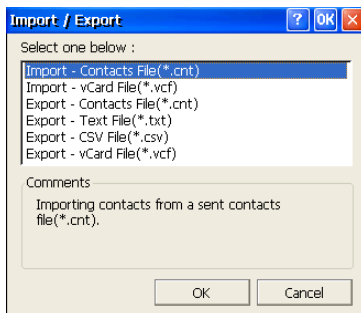 Import / Export
? OK ×
Select one below :
Import - Contacts File(*.cnt)
Import - vCard File(*.vcf)
Export - Contacts File(*.cnt)
Export - Text File(*.txt)
Export - CSV File(*.csv)
Export - vCard File(*.vcf)
Comments
Importing contacts from a sent contacts
file(*.cnt).
OK
Cancel